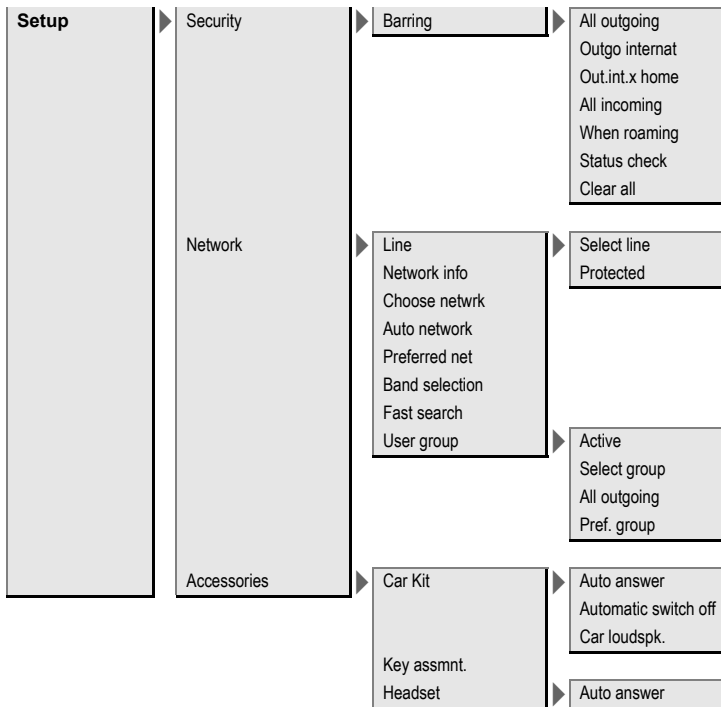 Setup Security Barring All outgoing
Outgo internat
Out.int.x home
All incoming
When roaming
Status check
Clear all
Network Line Select line
Network info Protected
Choose netwrk
Auto network
Preferred net
Band selection
Fast search
User group Active
Select group
All outgoing
Pref. group
Accessories Car Kit Auto answer
Automatic switch off
Car loudspk.
Key assmnt.
Headset Auto answer